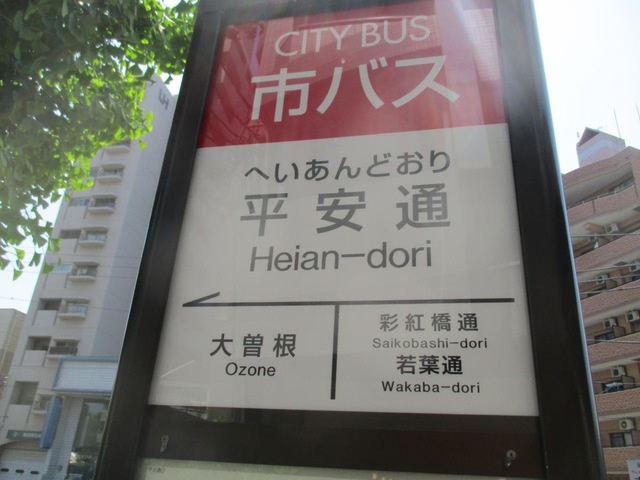 CITY BUS
市バス
へいあんどおり
平安通
Heian-dori
大曽根
Ozone
彩紅橋通
Saikobashi-dori
若葉通
Wakaba-dori